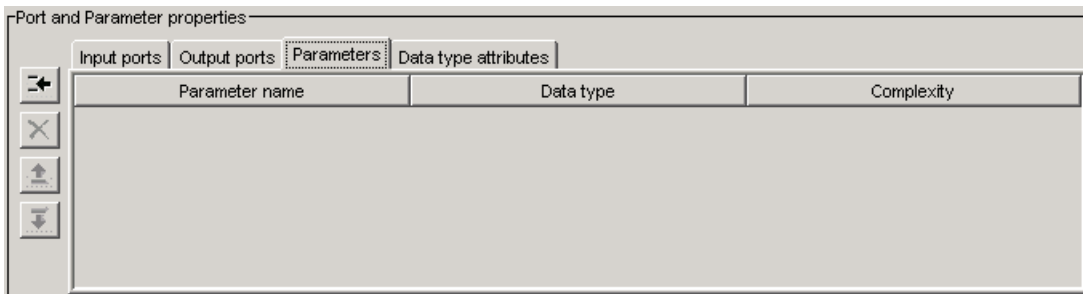 Port and Parameter properties
Input ports Output ports Parameters Data type attributes
Parameter name Data type Complexity